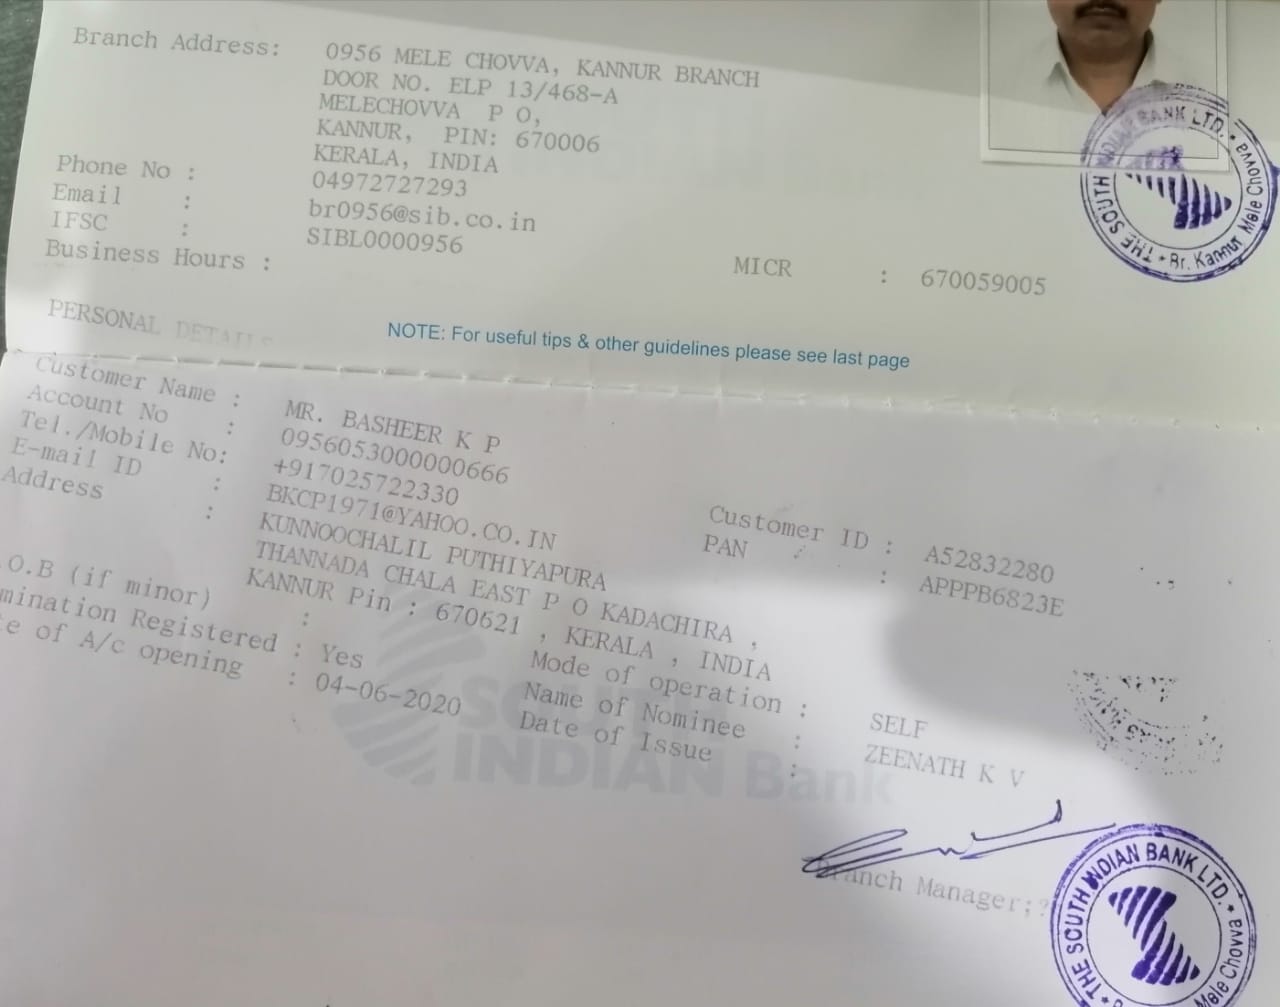 Branch Address: 0956 MELE CHOVVA, KANNUR BRANCH
DOOR NO. ELP 13/468-A
MELECHOVVA P O,
KANNUR, PIN: 670006
KERALA, INDIA
Phone No : 04972727293
Email : br0956@sib.co.in
IFSC : SIBL0000956
Business Hours :
MICR : 670059005
THE SOUTH INDIAN BANK LTD. * Br. Kannur Mele Chovva *
PERSONAL DETAILS
NOTE: For useful tips & other guidelines please see last page
Customer Name : MR. BASHEER K P
Account No : 0956053000000666
Tel./Mobile No: +917025722330
E-mail ID : BKCP1971@YAHOO.CO.IN
Address : KUNNOOCHALIL PUTHIYAPURA
THANNADA CHALA EAST P O KADACHIRA ,
KANNUR Pin : 670621 , KERALA , INDIA
Customer ID : A52832280
PAN : APPPB6823E
.O.B (if minor) :
mination Registered : Yes
te of A/c opening : 04-06-2020
Mode of operation : SELF
Name of Nominee : ZEENATH K V
Date of Issue :
SOUTH
INDIAN Bank
Branch Manager;?
* THE SOUTH INDIAN BANK LTD. * Mele Chovva